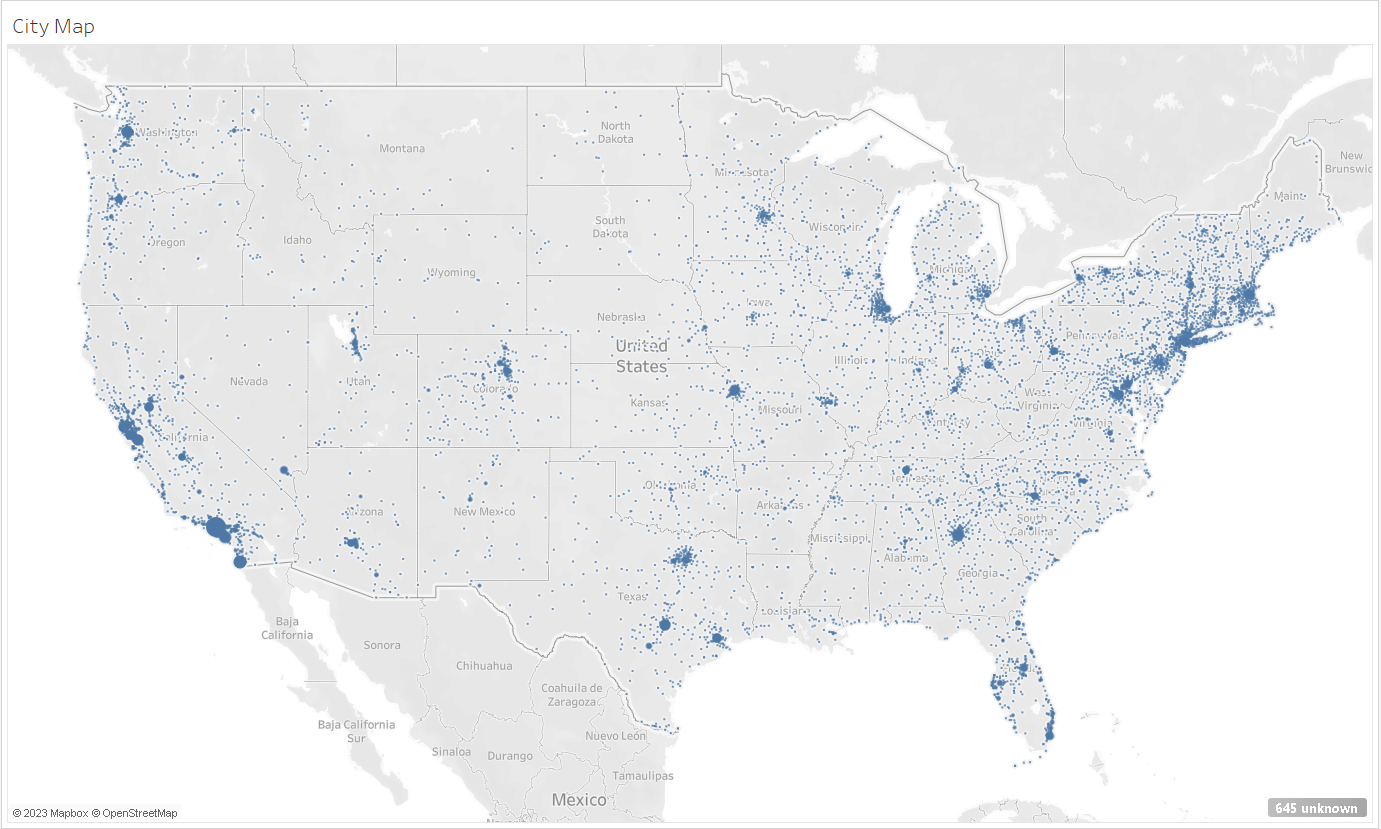 City Map
Washington
Montana
North
Dakota
Minnesota
New
Brunswic
Maine
Oregon
Idaho
South
Dakota
Wisconsin
Wyoming
Michigan
Iowa
Nebraska
United
States
Pennsylvania
Nevada
Utah
Colorado
Illinois
Indiana
Kansas
Missouri
West
Virginia
California
Kentucky
Virginia
Arizona
New Mexico
Oklahoma
Tennessee
Arkansas
South
Carolina
Mississippi
Alabama
Georgia
Texas
Louisian
Baja
California
Sonora
Chihuahua
Coahuila de
Zaragoza
Baja California
Sur
Nuevo León
Sinaloa
Durango
Tamaulipas
Mexico
© 2023 Mapbox © OpenStreetMap
645 unknown